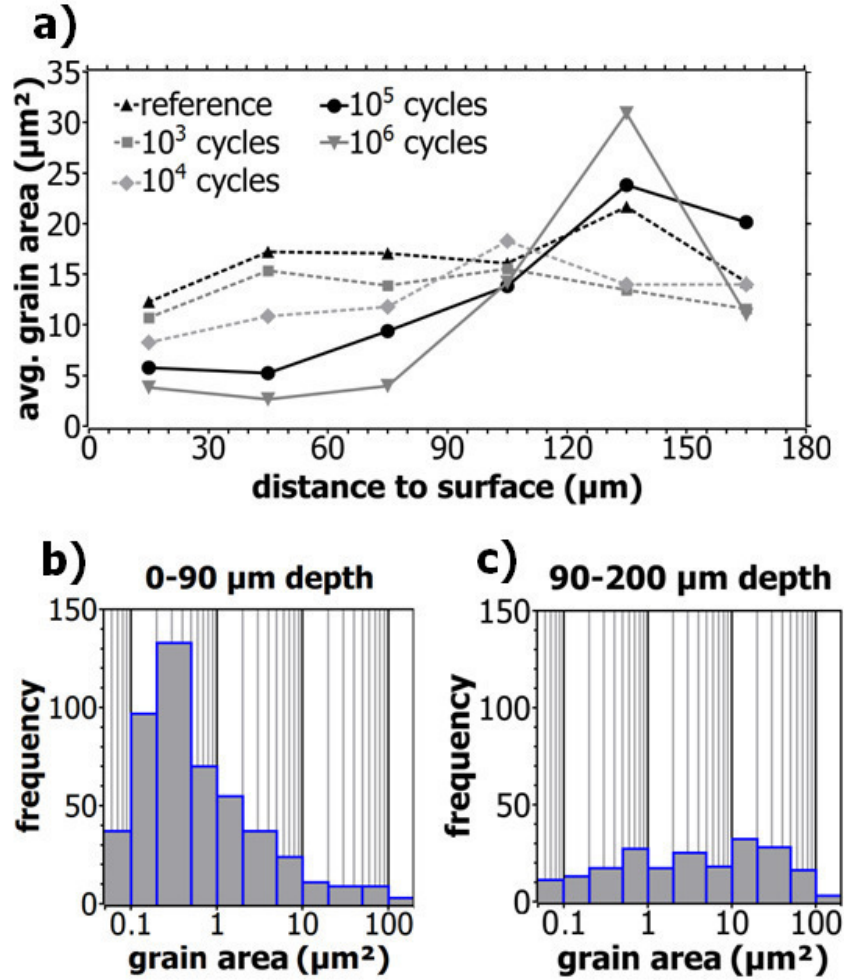 a)
35
30
25
20
15
10
5
0
avg. grain area (µm²)
reference
10³ cycles
10⁴ cycles
10⁵ cycles
10⁶ cycles
0 30 60 90 120 150 180
distance to surface (µm)
b)
0-90 µm depth
150
100
50
0
frequency
0.1 1 10 100
grain area (µm²)
c)
90-200 µm depth
150
100
50
0
frequency
0.1 1 10 100
grain area (µm²)